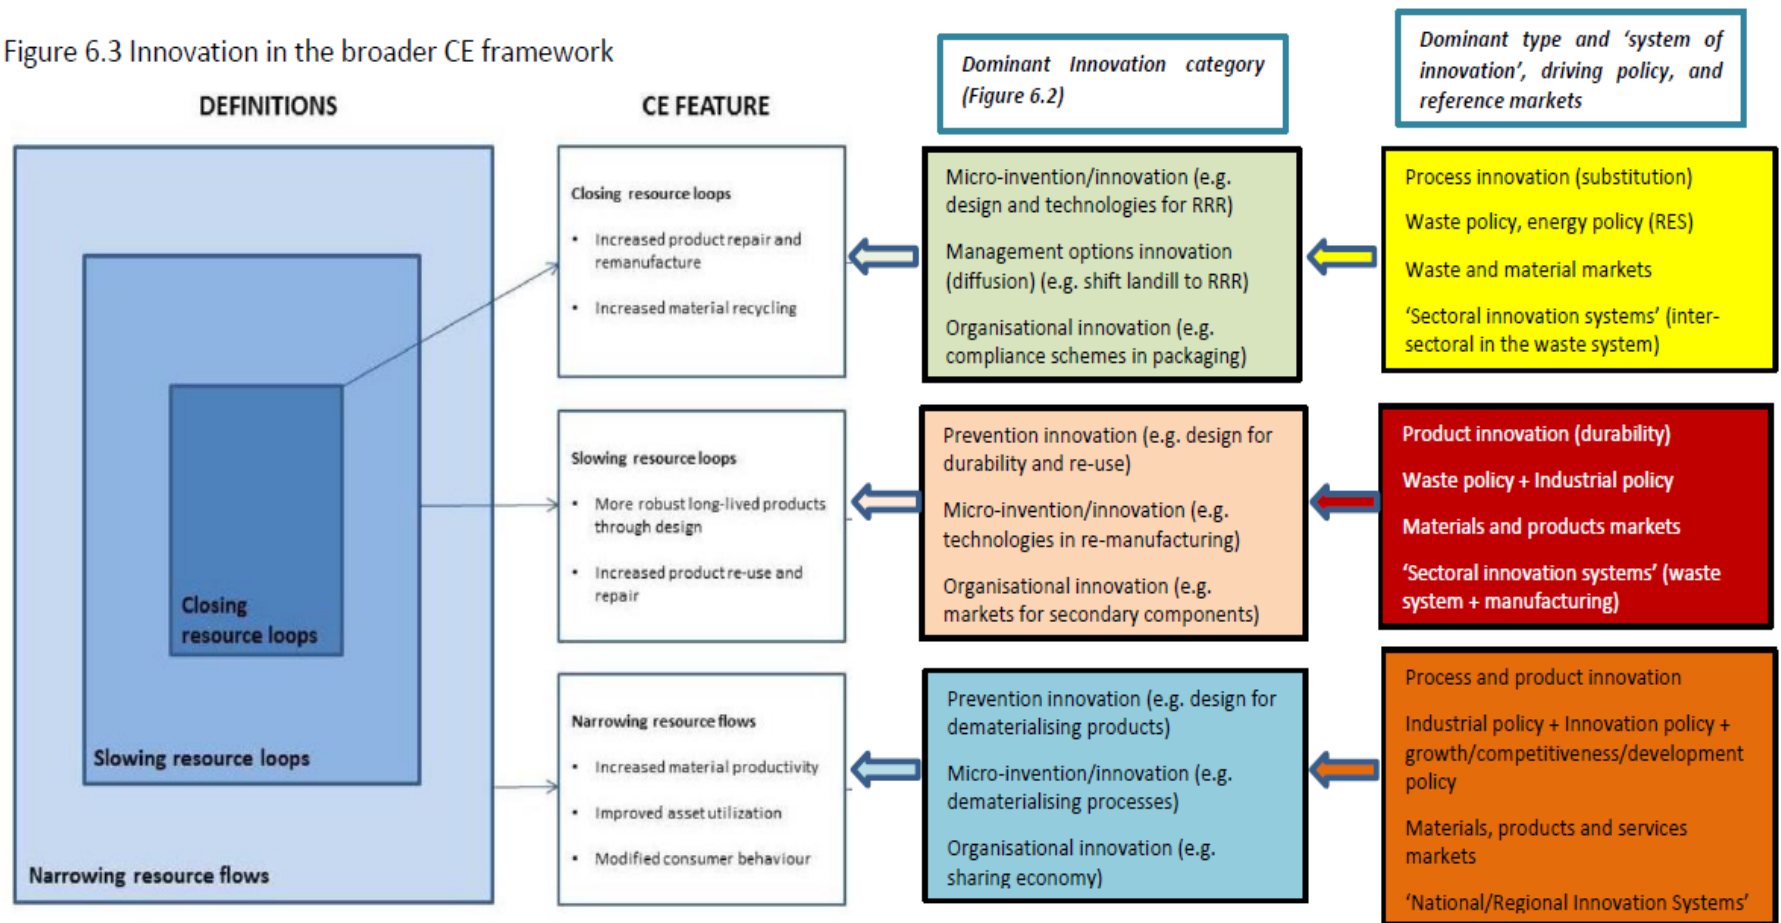 Figure 6.3 Innovation in the broader CE framework
DEFINITIONS
CE FEATURE
Dominant Innovation category
(Figure 6.2)
Dominant type and ‘system of
innovation’, driving policy, and
reference markets
Closing
resource loops
Slowing resource loops
Narrowing resource flows
Closing resource loops
• Increased product repair and
remanufacture
• Increased material recycling
Micro-invention/innovation (e.g.
design and technologies for RRR)
Management options innovation
(diffusion) (e.g. shift landill to RRR)
Organisational innovation (e.g.
compliance schemes in packaging)
Process innovation (substitution)
Waste policy, energy policy (RES)
Waste and material markets
‘Sectoral innovation systems’ (inter-
sectoral in the waste system)
Slowing resource loops
• More robust long-lived products
through design
• Increased product re-use and
repair
Prevention innovation (e.g. design for
durability and re-use)
Micro-invention/innovation (e.g.
technologies in re-manufacturing)
Organisational innovation (e.g.
markets for secondary components)
Product innovation (durability)
Waste policy + Industrial policy
Materials and products markets
‘Sectoral innovation systems’ (waste
system + manufacturing)
Narrowing resource flows
• Increased material productivity
• Improved asset utilization
• Modified consumer behaviour
Prevention innovation (e.g. design for
dematerialising products)
Micro-invention/innovation (e.g.
dematerialising processes)
Organisational innovation (e.g.
sharing economy)
Process and product innovation
Industrial policy + Innovation policy +
growth/competitiveness/development
policy
Materials, products and services
markets
‘National/Regional Innovation Systems’